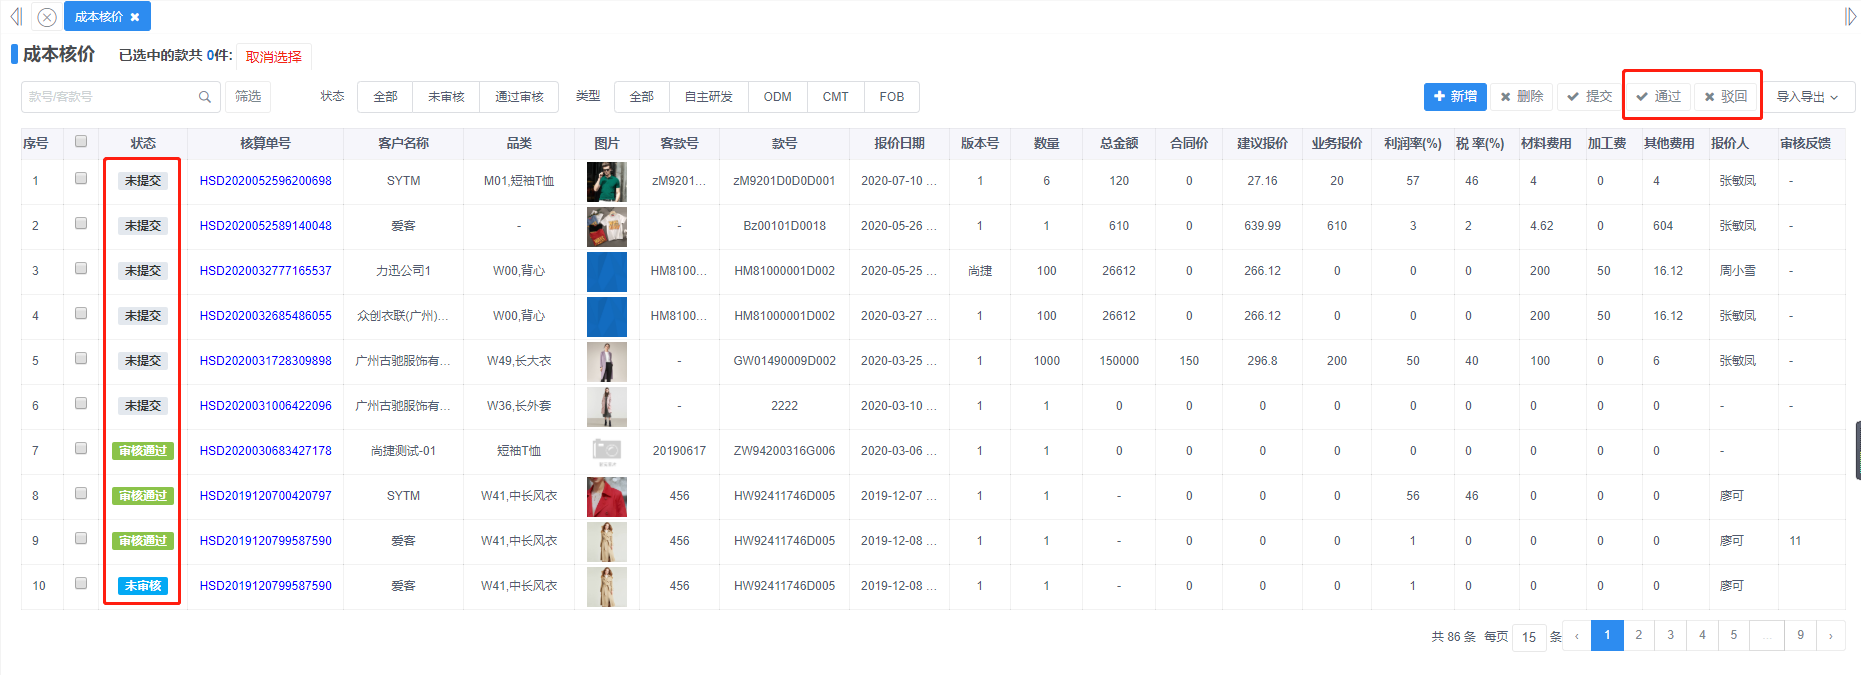 成本核价 ✖
成本核价 已选中的款共 0件: 取消选择
款号/客款号 筛选 状态 全部 未审核 通过审核 类型 全部 自主研发 ODM CMT FOB ✚ 新增 ✖ 删除 ✔ 提交 ✔ 通过 ✖ 驳回 导入导出
序号 状态 核算单号 客户名称 品类 图片 客款号 款号 报价日期 版本号 数量 总金额 合同价 建议报价 业务报价 利润率(%) 税 率(%) 材料费用 加工费 其他费用 报价人 审核反馈
1 未提交 HSD2020052596200698 SYTM M01,短袖T恤 zM9201... zM9201D0D0D001 2020-07-10 ... 1 6 120 0 27.16 20 57 46 4 0 4 张敏凤 -
2 未提交 HSD2020052589140048 爱客 - - Bz00101D0018 2020-05-26 ... 1 1 610 0 639.99 610 3 2 4.62 0 604 张敏凤 -
3 未提交 HSD2020032777165537 力迅公司1 W00,背心 HM8100... HM81000001D002 2020-05-25 ... 尚捷 100 26612 0 266.12 0 0 0 200 50 16.12 周小雪 -
4 未提交 HSD2020032685486055 众创衣联(广州)... W00,背心 HM8100... HM81000001D002 2020-03-27 ... 1 100 26612 0 266.12 0 0 0 200 50 16.12 张敏凤 -
5 未提交 HSD2020031728309898 广州古驰服饰有... W49,长大衣 - GW01490009D002 2020-03-25 ... 1 1000 150000 150 296.8 200 50 40 100 0 6 张敏凤 -
6 未提交 HSD2020031006422096 广州古驰服饰有... W36,长外套 - 2222 2020-03-10 ... 1 1 0 0 0 0 0 0 0 0 0 - -
7 审核通过 HSD2020030683427178 尚捷测试-01 短袖T恤 20190617 ZW94200316G006 2020-03-06 ... 1 1 0 0 0 0 0 0 0 0 0 -
8 审核通过 HSD2019120700420797 SYTM W41,中长风衣 456 HW92411746D005 2019-12-07 ... 1 1 - 0 0 0 56 46 0 0 0 廖可
9 审核通过 HSD2019120799587590 爱客 W41,中长风衣 456 HW92411746D005 2019-12-08 ... 1 1 - 0 0 0 1 0 0 0 0 廖可 11
10 未审核 HSD2019120799587590 爱客 W41,中长风衣 456 HW92411746D005 2019-12-08 ... 1 1 - 0 0 0 1 0 0 0 0 廖可
共 86 条 每页 15 条 ‹ 1 2 3 4 5 ... 9 ›